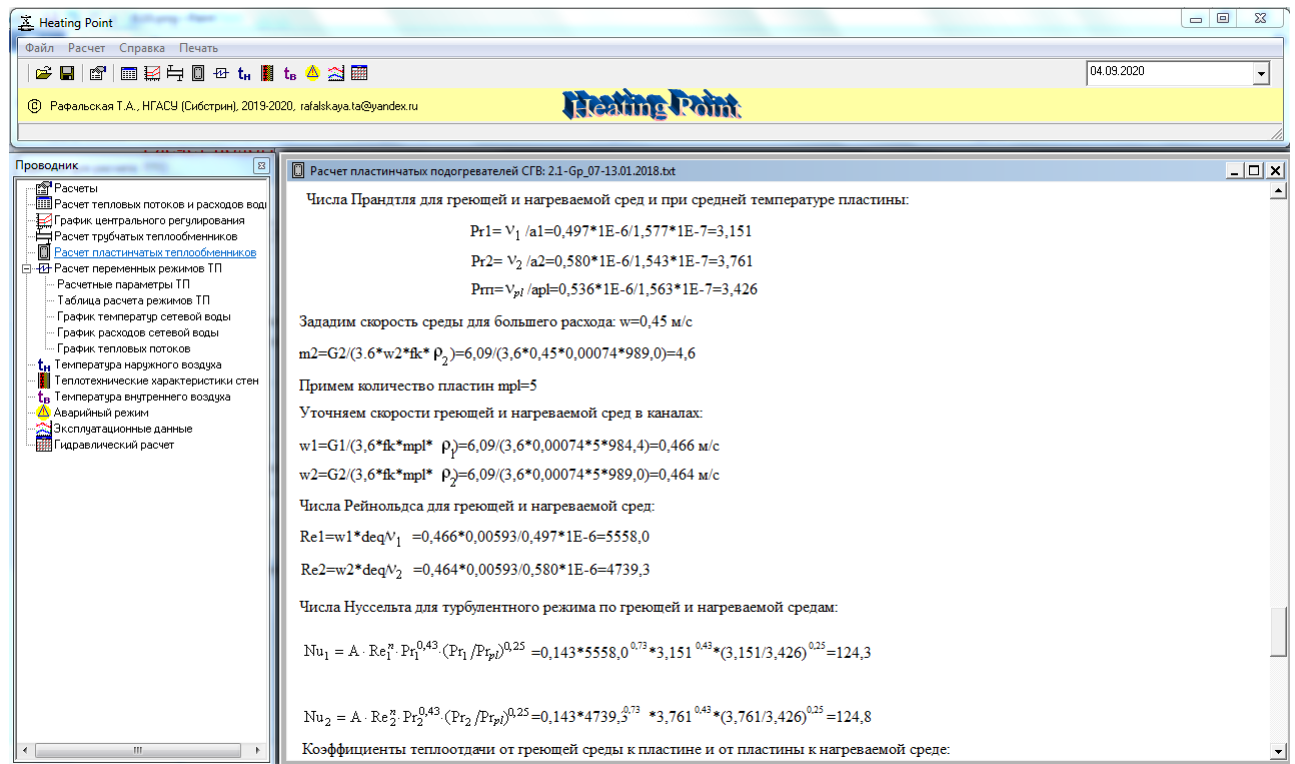 Heating Point
Файл Расчет Справка Печать
tн tв
04.09.2020
© Рафальская Т.А., НГАСУ (Сибстрин), 2019-2020, rafalskaya.ta@yandex.ru
Heating Point
Проводник
Расчеты
Расчет тепловых потоков и расходов воды
График центрального регулирования
Расчет трубчатых теплообменников
Расчет пластинчатых теплообменников
Расчет переменных режимов ТП
Расчетные параметры ТП
Таблица расчета режимов ТП
График температур сетевой воды
График расходов сетевой воды
График тепловых потоков
tн Температура наружного воздуха
Теплотехнические характеристики стен
tв Температура внутреннего воздуха
Аварийный режим
Эксплуатационные данные
Гидравлический расчет
Расчет пластинчатых подогревателей СГВ: 2.1-Gp_07-13.01.2018.txt
Числа Прандтля для греющей и нагреваемой сред и при средней температуре пластины:
Pr1= ν1 /a1=0,497*1E-6/1,577*1E-7=3,151
Pr2= ν2 /a2=0,580*1E-6/1,543*1E-7=3,761
Prпп=νpl /apl=0,536*1E-6/1,563*1E-7=3,426
Зададим скорость среды для большего расхода: w=0,45 м/с
m2=G2/(3.6*w2*fk* ρ2)=6,09/(3,6*0,45*0,00074*989,0)=4,6
Примем количество пластин mpl=5
Уточняем скорости греющей и нагреваемой сред в каналах:
w1=G1/(3,6*fk*mpl* ρ1)=6,09/(3,6*0,00074*5*984,4)=0,466 м/с
w2=G2/(3,6*fk*mpl* ρ2)=6,09/(3,6*0,00074*5*989,0)=0,464 м/с
Числа Рейнольдса для греющей и нагреваемой сред:
Re1=w1*deq/ν1 =0,466*0,00593/0,497*1E-6=5558,0
Re2=w2*deq/ν2 =0,464*0,00593/0,580*1E-6=4739,3
Числа Нуссельта для турбулентного режима по греющей и нагреваемой средам:
Nu1 = A · Re1^n · Pr1^0,43 · (Pr1/Prpl)^0,25 =0,143*5558,0^0,73*3,151^0,43*(3,151/3,426)^0,25=124,3
Nu2 = A · Re2^n · Pr2^0,43 · (Pr2/Prpl)^0,25=0,143*4739,3^0,73 *3,761^0,43*(3,761/3,426)^0,25=124,8
Коэффициенты теплоотдачи от греющей среды к пластине и от пластины к нагреваемой среде: